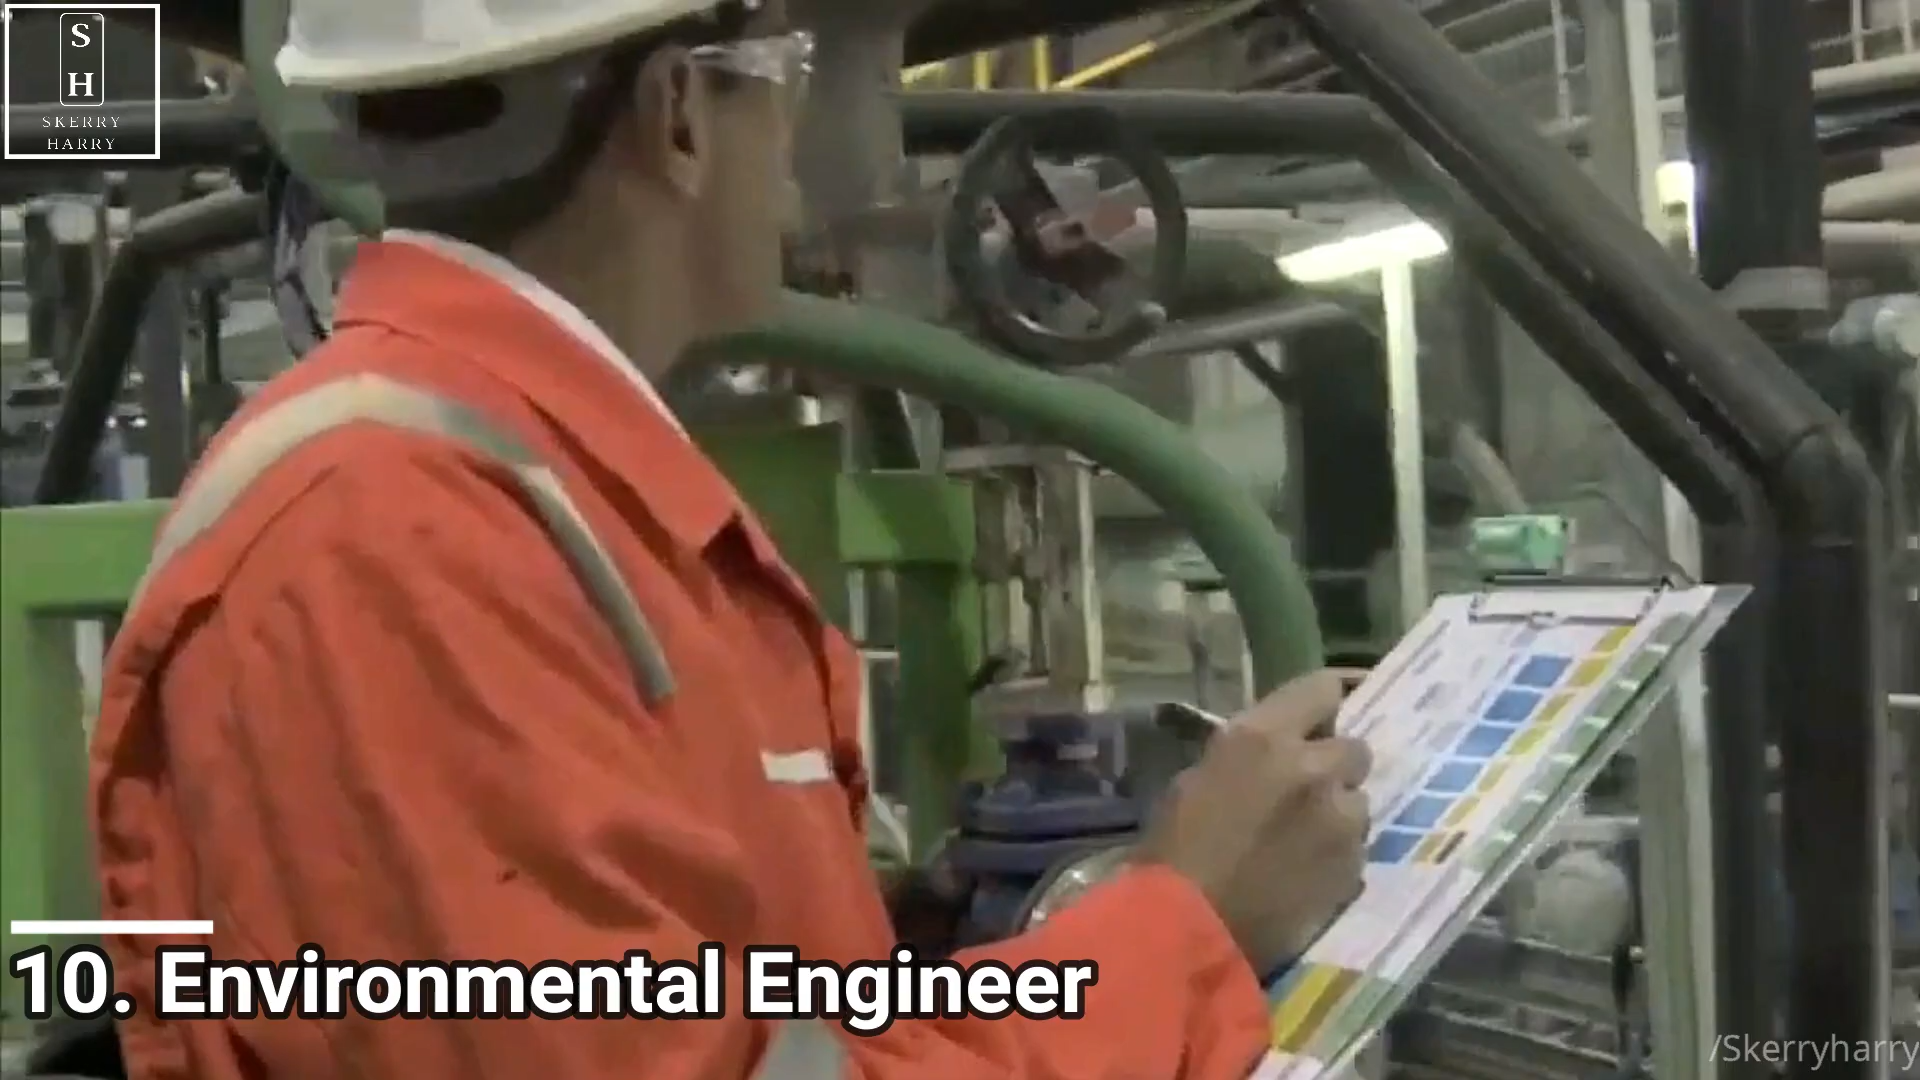 S
H
SKERRY
HARRY
10. Environmental Engineer
/Skerryharry